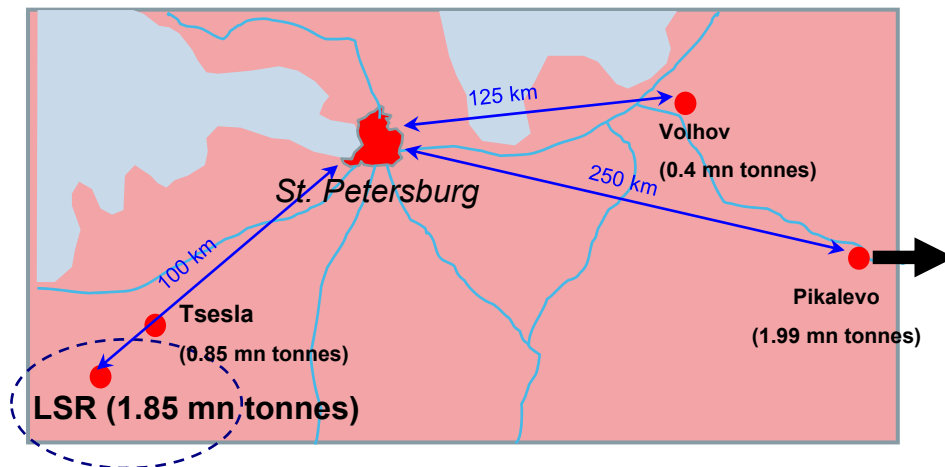 125 km
Volhov
(0.4 mn tonnes)
St. Petersburg
250 km
100 km
Pikalevo
(1.99 mn tonnes)
Tsesla
(0.85 mn tonnes)
LSR (1.85 mn tonnes)